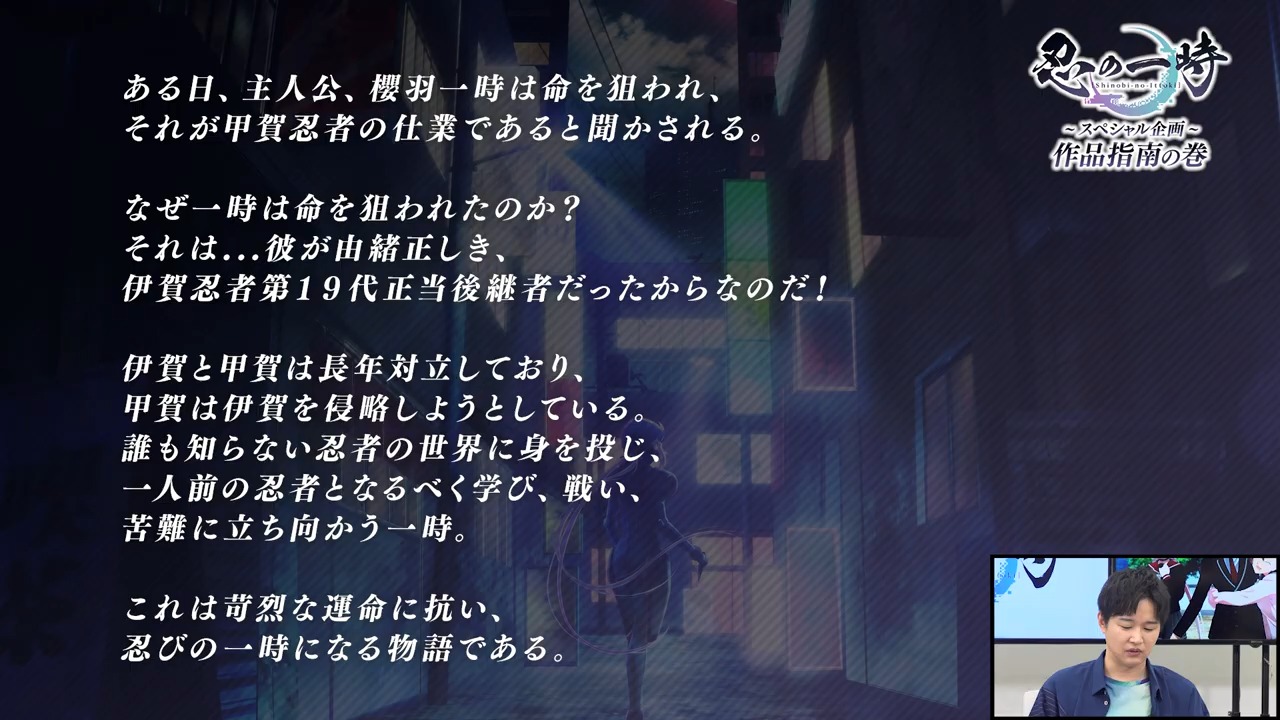 ある日、主人公、櫻羽一時は命を狙われ、
それが甲賀忍者の仕業であると聞かされる。
なぜ一時は命を狙われたのか？
それは...彼が由緒正しき、
伊賀忍者第１９代正当後継者だったからなのだ！
伊賀と甲賀は長年対立しており、
甲賀は伊賀を侵略しようとしている。
誰も知らない忍者の世界に身を投じ、
一人前の忍者となるべく学び、戦い、
苦難に立ち向かう一時。
これは苛烈な運命に抗い、
忍びの一時になる物語である。
忍の一時
Shinobi-no-Ittoki
~スペシャル企画~
作品指南の巻